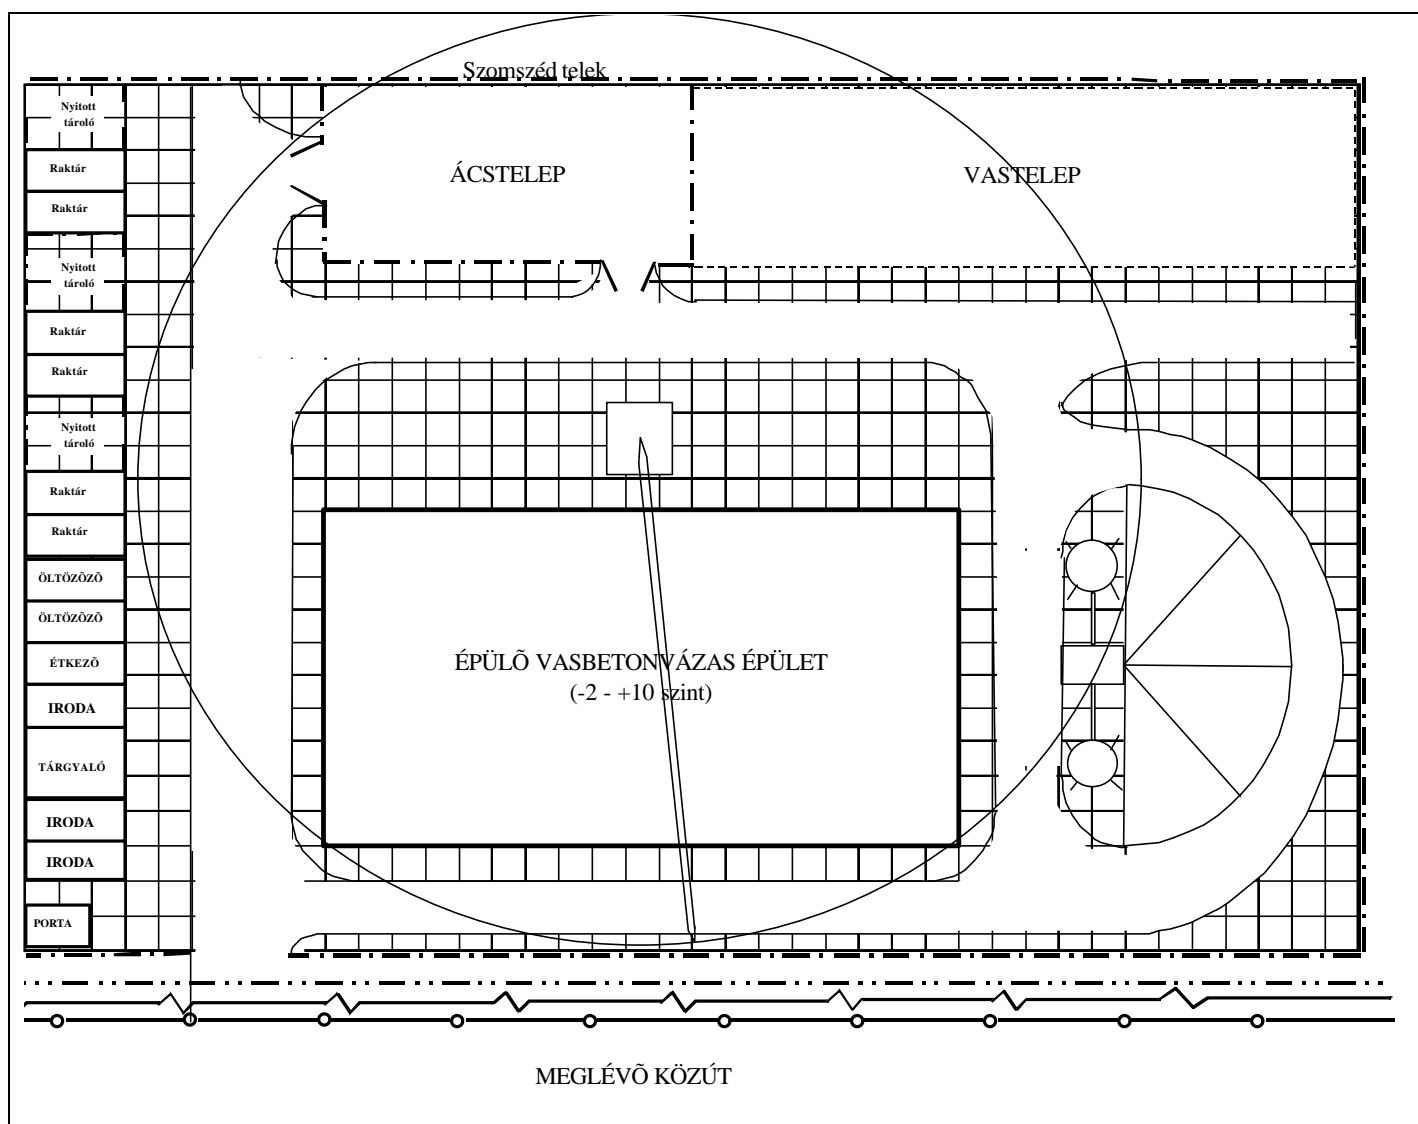 Szomszéd telek
Nyitott
tároló
Raktár
Raktár
Nyitott
tároló
Raktár
Raktár
Nyitott
tároló
Raktár
Raktár
ÖLTÖZÕZÕ
ÖLTÖZÕZÕ
ÉTKEZÕ
IRODA
TÁRGYALÓ
IRODA
IRODA
PORTA
ÁCSTELEP
VASTELEP
ÉPÜLÕ VASBETONVÁZAS ÉPÜLET
(-2 - +10 szint)
MEGLÉVÕ KÖZÚT